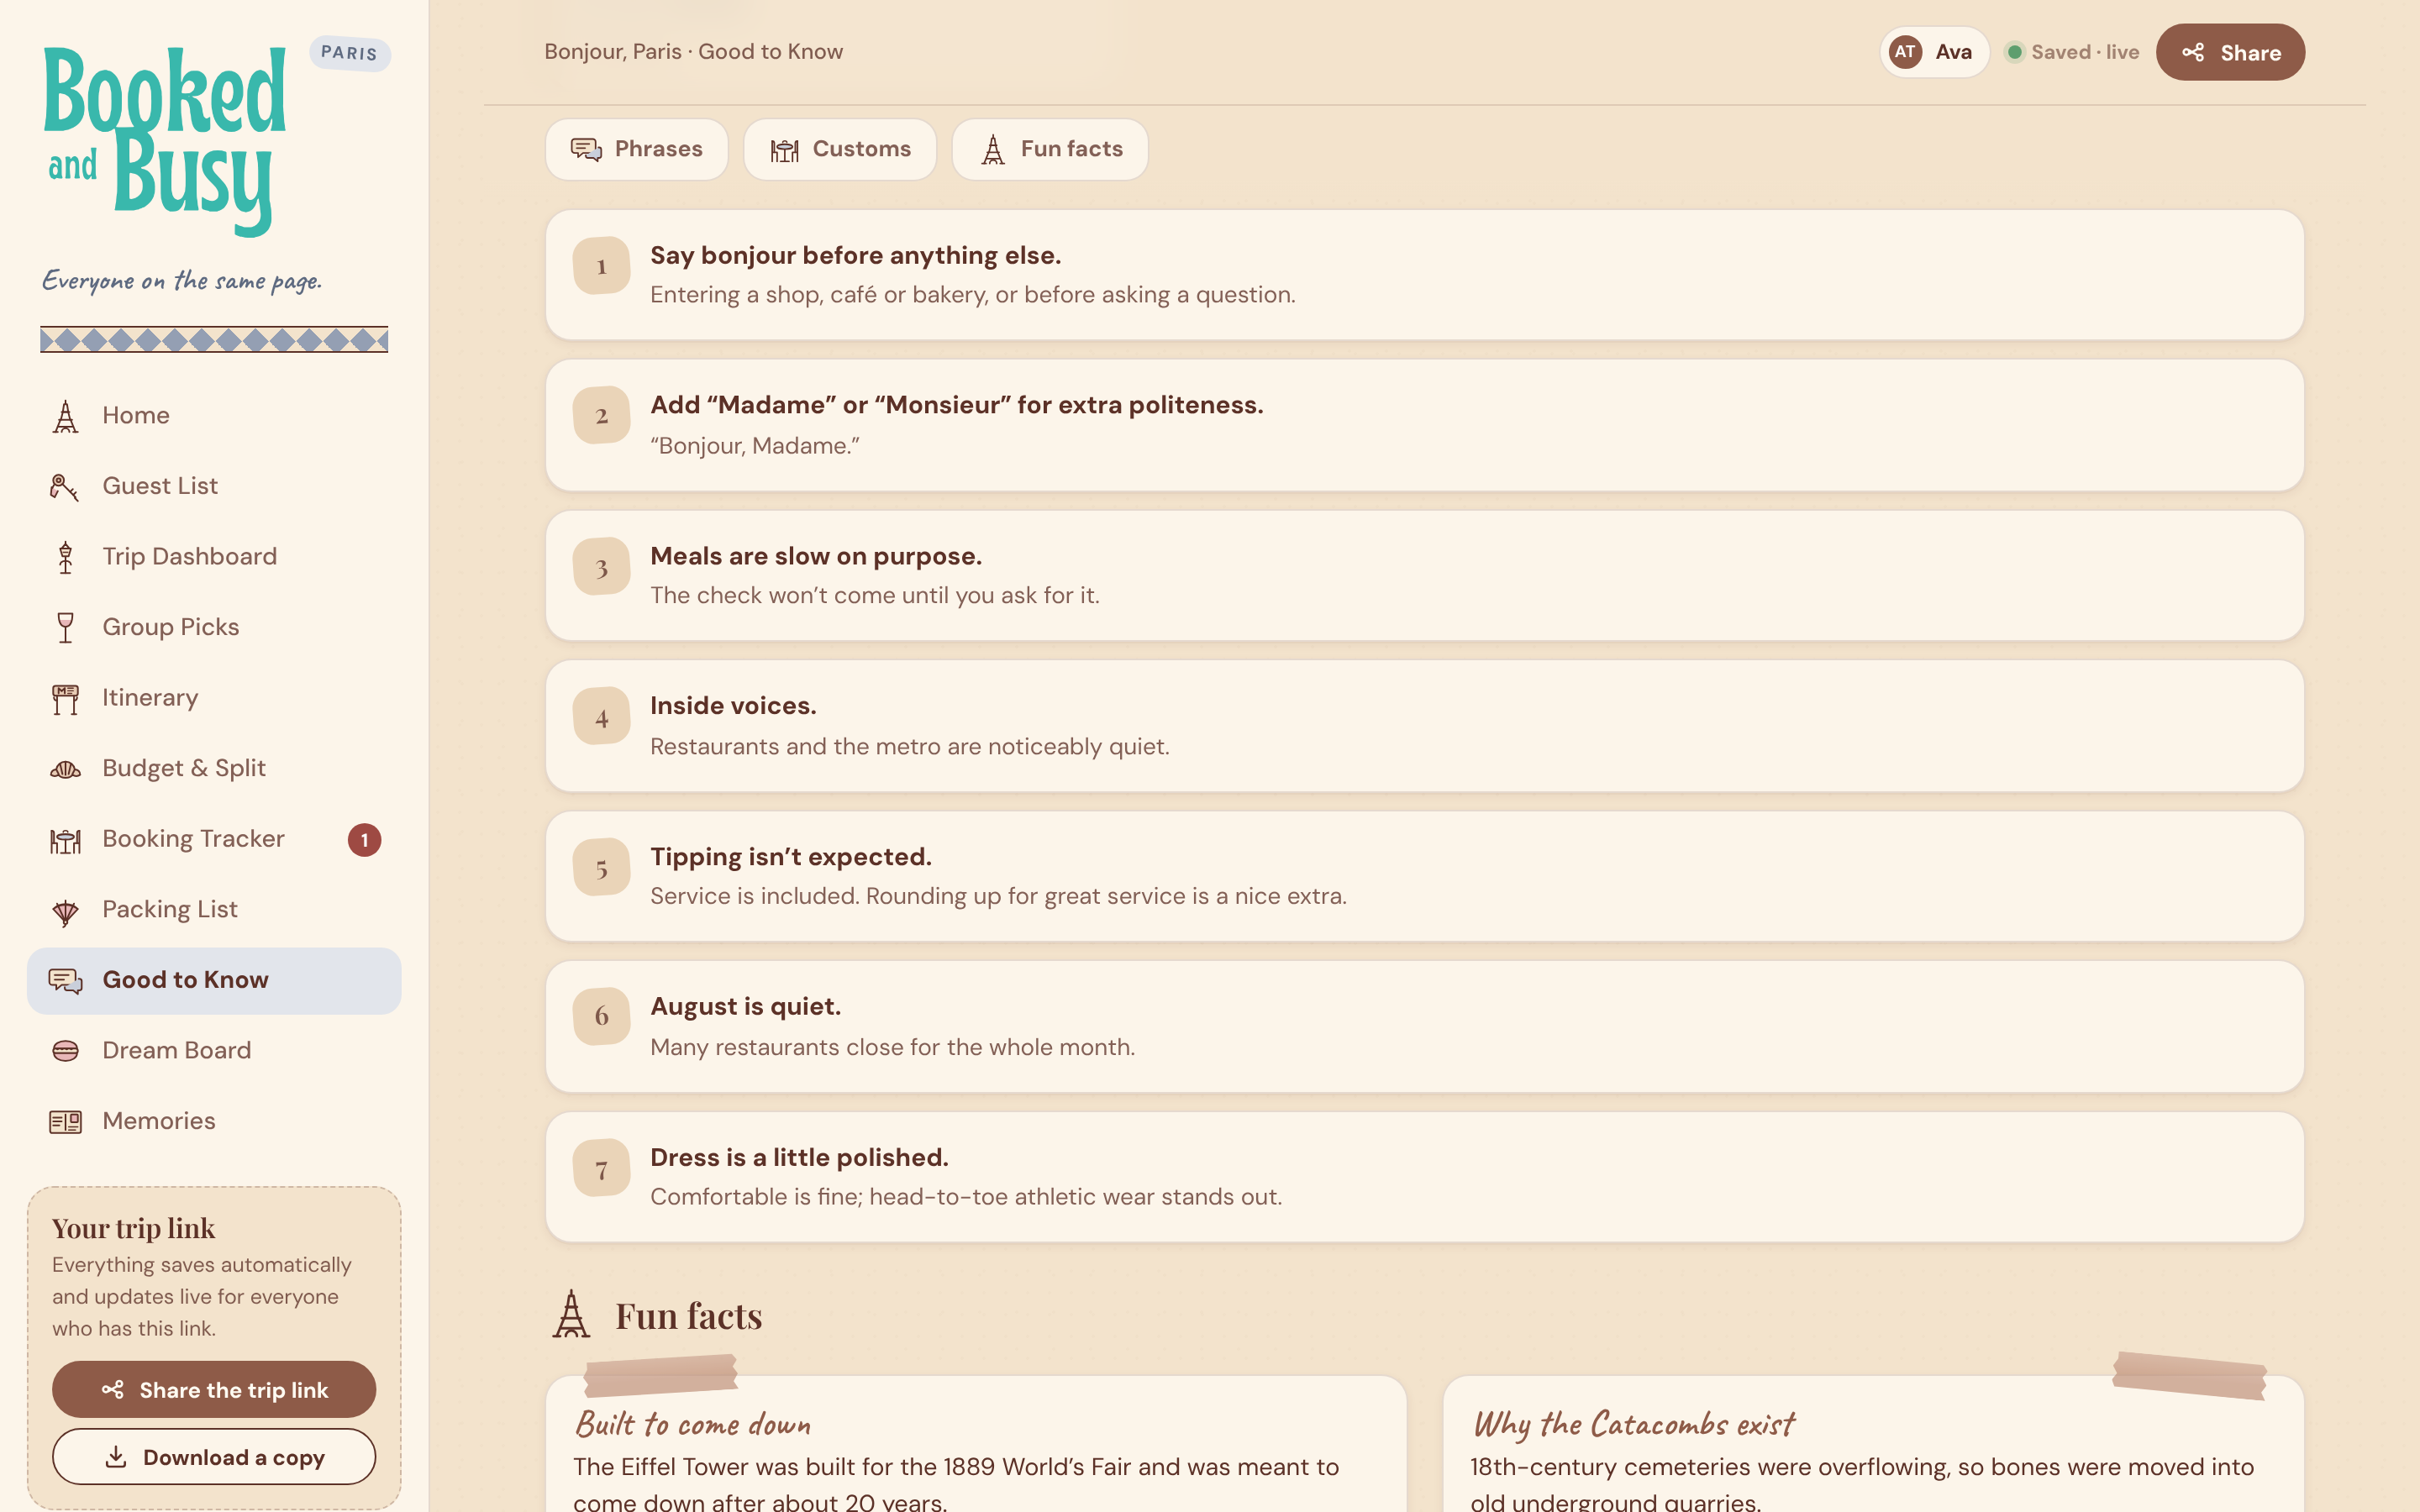 Booked
and Busy
PARIS
Everyone on the same page.
Home
Guest List
Trip Dashboard
Group Picks
Itinerary
Budget & Split
Booking Tracker 1
Packing List
Good to Know
Dream Board
Memories
Your trip link
Everything saves automatically
and updates live for everyone
who has this link.
Share the trip link
Download a copy
Bonjour, Paris · Good to Know
AT Ava
Saved · live
Share
Phrases
Customs
Fun facts
1
Say bonjour before anything else.
Entering a shop, café or bakery, or before asking a question.
2
Add “Madame” or “Monsieur” for extra politeness.
“Bonjour, Madame.”
3
Meals are slow on purpose.
The check won’t come until you ask for it.
4
Inside voices.
Restaurants and the metro are noticeably quiet.
5
Tipping isn’t expected.
Service is included. Rounding up for great service is a nice extra.
6
August is quiet.
Many restaurants close for the whole month.
7
Dress is a little polished.
Comfortable is fine; head-to-toe athletic wear stands out.
Fun facts
Built to come down
The Eiffel Tower was built for the 1889 World’s Fair and was meant to
come down after about 20 years.
Why the Catacombs exist
18th-century cemeteries were overflowing, so bones were moved into
old underground quarries.